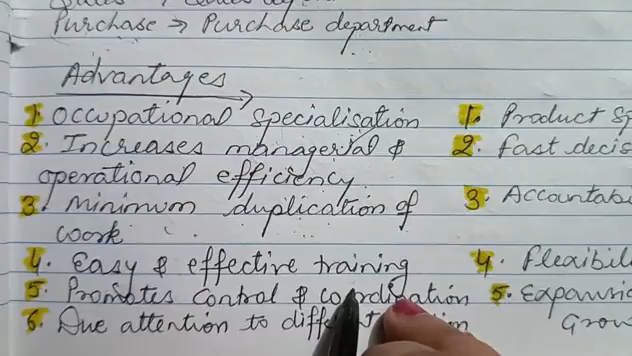 Purchase → Purchase department
Advantages
1. Occupational specialisation
2. Increases managerial &
operational efficiency
3. Minimum duplication of
work
4. Easy & effective training
5. Promotes control & coordination
6. Due attention to
1. Product
2. Fast
3.
4.
5.